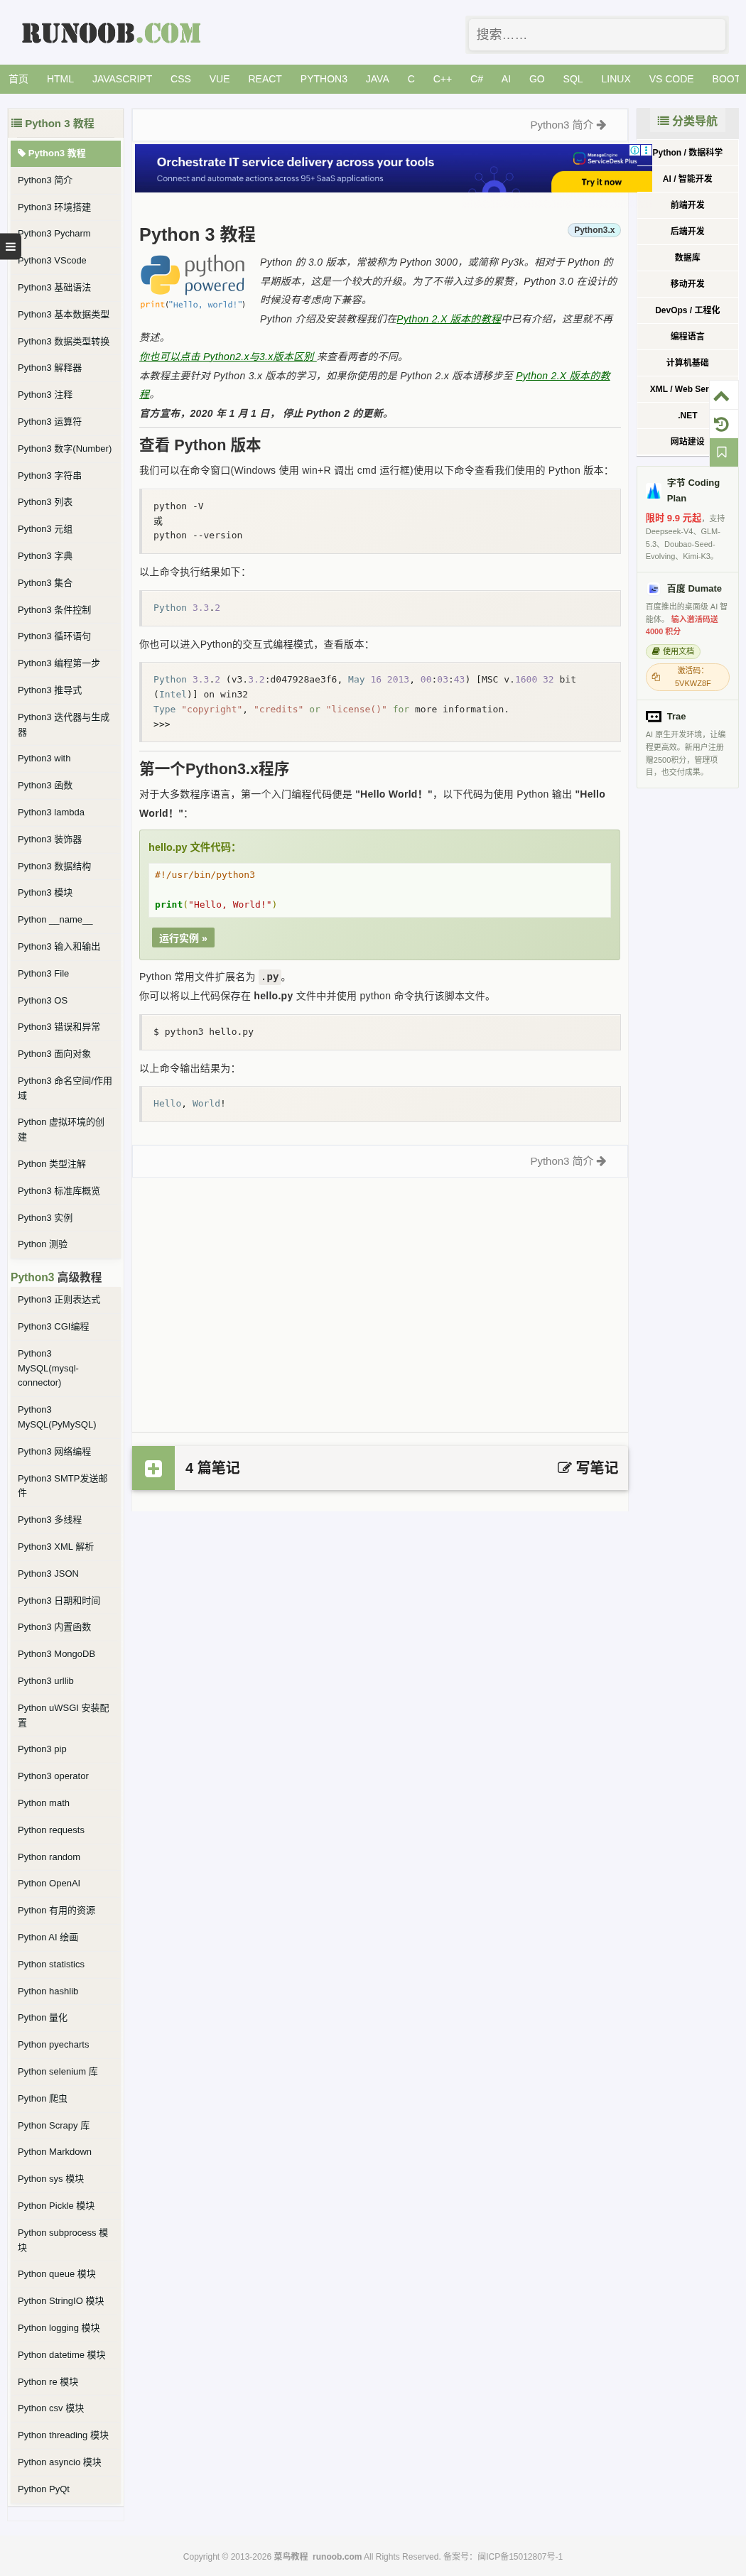 RUNOOB.COM
搜索……
首页 HTML JAVASCRIPT CSS VUE REACT PYTHON3 JAVA C C++ C# AI GO SQL LINUX VS CODE BOOT
Python 3 教程
Python3 教程
Python3 简介
Python3 环境搭建
Python3 Pycharm
Python3 VScode
Python3 基础语法
Python3 基本数据类型
Python3 数据类型转换
Python3 解释器
Python3 注释
Python3 运算符
Python3 数字(Number)
Python3 字符串
Python3 列表
Python3 元组
Python3 字典
Python3 集合
Python3 条件控制
Python3 循环语句
Python3 编程第一步
Python3 推导式
Python3 迭代器与生成
器
Python3 with
Python3 函数
Python3 lambda
Python3 装饰器
Python3 数据结构
Python3 模块
Python __name__
Python3 输入和输出
Python3 File
Python3 OS
Python3 错误和异常
Python3 面向对象
Python3 命名空间/作用
域
Python 虚拟环境的创
建
Python 类型注解
Python3 标准库概览
Python3 实例
Python 测验
Python3 高级教程
Python3 正则表达式
Python3 CGI编程
Python3
MySQL(mysql-
connector)
Python3
MySQL(PyMySQL)
Python3 网络编程
Python3 SMTP发送邮
件
Python3 多线程
Python3 XML 解析
Python3 JSON
Python3 日期和时间
Python3 内置函数
Python3 MongoDB
Python3 urllib
Python uWSGI 安装配
置
Python3 pip
Python3 operator
Python math
Python requests
Python random
Python OpenAI
Python 有用的资源
Python AI 绘画
Python statistics
Python hashlib
Python 量化
Python pyecharts
Python selenium 库
Python 爬虫
Python Scrapy 库
Python Markdown
Python sys 模块
Python Pickle 模块
Python subprocess 模
块
Python queue 模块
Python StringIO 模块
Python logging 模块
Python datetime 模块
Python re 模块
Python csv 模块
Python threading 模块
Python asyncio 模块
Python PyQt
Python3 简介
Orchestrate IT service delivery across your business
Connect and automate actions across 95+ SaaS applications
ManageEngine
ServiceDesk Plus
Try it now
Python 3 教程
Python3.x
python
powered
print("Hello, world!")
Python 的 3.0 版本，常被称为 Python 3000，或简称 Py3k。相对于 Python 的
早期版本，这是一个较大的升级。为了不带入过多的累赘，Python 3.0 在设计的
时候没有考虑向下兼容。
Python 介绍及安装教程我们在Python 2.X 版本的教程中已有介绍，这里就不再
赘述。
你也可以点击 Python2.x与3.x版本区别 来查看两者的不同。
本教程主要针对 Python 3.x 版本的学习，如果你使用的是 Python 2.x 版本请移步至 Python 2.X 版本的教
程。
官方宣布，2020 年 1 月 1 日， 停止 Python 2 的更新。
查看 Python 版本
我们可以在命令窗口(Windows 使用 win+R 调出 cmd 运行框)使用以下命令查看我们使用的 Python 版本：
python -V
或
python --version
以上命令执行结果如下：
Python 3.3.2
你也可以进入Python的交互式编程模式，查看版本：
Python 3.3.2 (v3.3.2:d047928ae3f6, May 16 2013, 00:03:43) [MSC v.1600 32 bit
(Intel)] on win32
Type "copyright", "credits" or "license()" for more information.
>>>
第一个Python3.x程序
对于大多数程序语言，第一个入门编程代码便是 "Hello World！"，以下代码为使用 Python 输出 "Hello
World！"：
hello.py 文件代码：
#!/usr/bin/python3
print("Hello, World!")
运行实例 »
Python 常用文件扩展名为 .py。
你可以将以上代码保存在 hello.py 文件中并使用 python 命令执行该脚本文件。
$ python3 hello.py
以上命令输出结果为：
Hello, World!
Python3 简介
4 篇笔记
写笔记
分类导航
Python / 数据科学
AI / 智能开发
前端开发
后端开发
数据库
移动开发
DevOps / 工程化
编程语言
计算机基础
XML / Web Ser
.NET
网站建设
字节 Coding
Plan
限时 9.9 元起，支持
Deepseek-V4、GLM-
5.3、Doubao-Seed-
Evolving、Kimi-K3。
百度 Dumate
百度推出的桌面级 AI 智
能体。 输入激活码送
4000 积分
使用文档
激活码：
5VKWZ8F
Trae
AI 原生开发环境，让编
程更高效。新用户注册
赠2500积分，管理项
目，也交付成果。
Copyright © 2013-2026 菜鸟教程 runoob.com All Rights Reserved. 备案号：闽ICP备15012807号-1